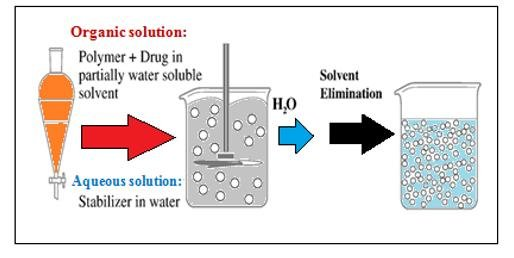 Organic solution:
Polymer + Drug in
partially water soluble
solvent
Aqueous solution:
Stabilizer in water
H₂O
Solvent
Elimination